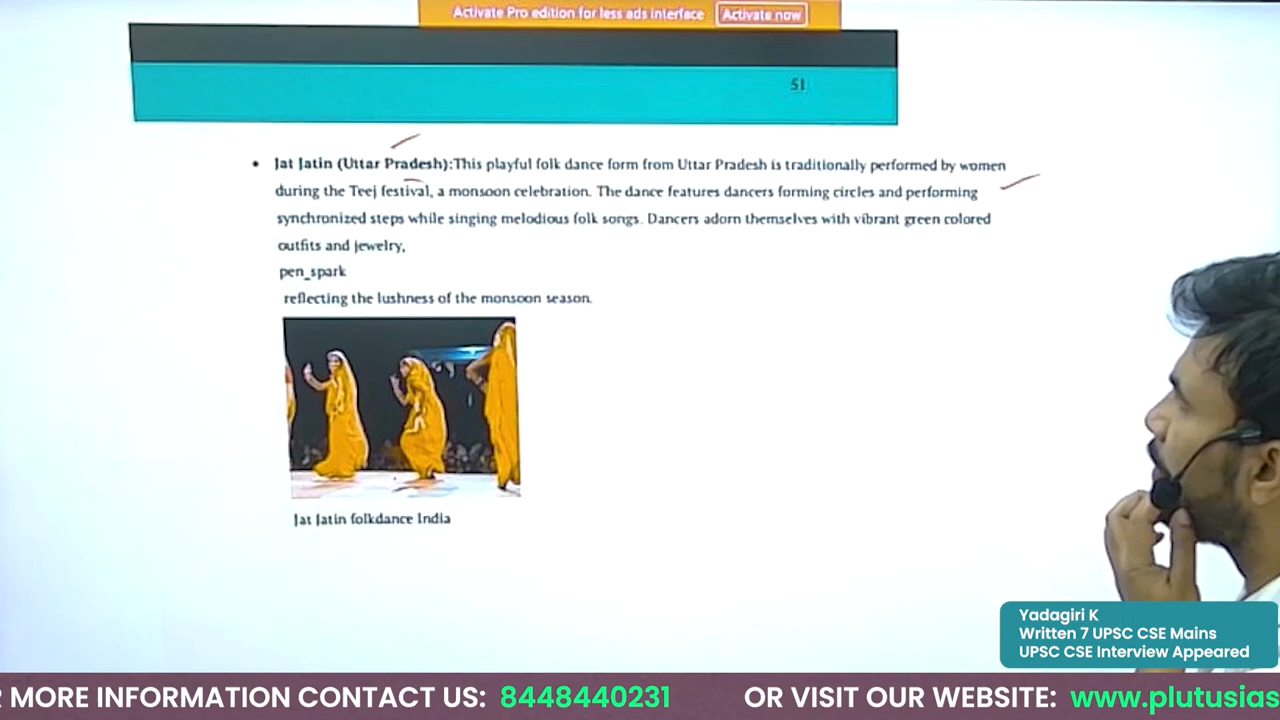 Activate Pro edition for less ads interface Activate now
51
• Jat Jatin (Uttar Pradesh):This playful folk dance form from Uttar Pradesh is traditionally performed by women
during the Teej festival, a monsoon celebration. The dance features dancers forming circles and performing
synchronized steps while singing melodious folk songs. Dancers adorn themselves with vibrant green colored
outfits and jewelry,
pen_spark
reflecting the lushness of the monsoon season.
Jat Jatin folkdance India
Yadagiri K
Written 7 UPSC CSE Mains
UPSC CSE Interview Appeared
R MORE INFORMATION CONTACT US: 8448440231 OR VISIT OUR WEBSITE: www.plutusias